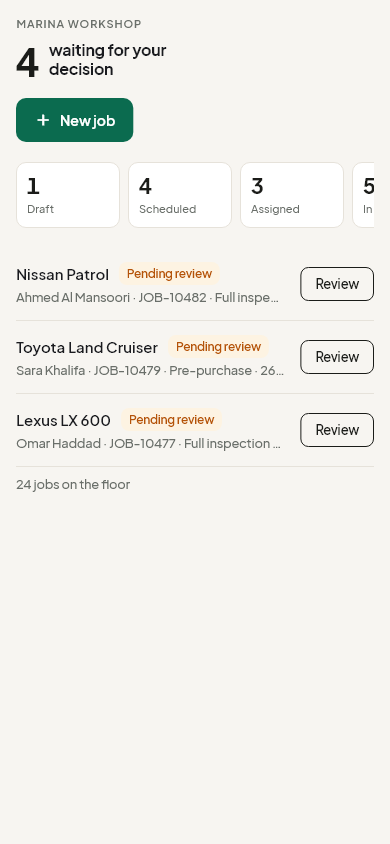 MARINA WORKSHOP
4 waiting for your
decision
+ New job
1
Draft
4
Scheduled
3
Assigned
5
In
Nissan Patrol Pending review
Ahmed Al Mansoori · JOB-10482 · Full inspe...
Review
Toyota Land Cruiser Pending review
Sara Khalifa · JOB-10479 · Pre-purchase · 26...
Review
Lexus LX 600 Pending review
Omar Haddad · JOB-10477 · Full inspection ...
Review
24 jobs on the floor